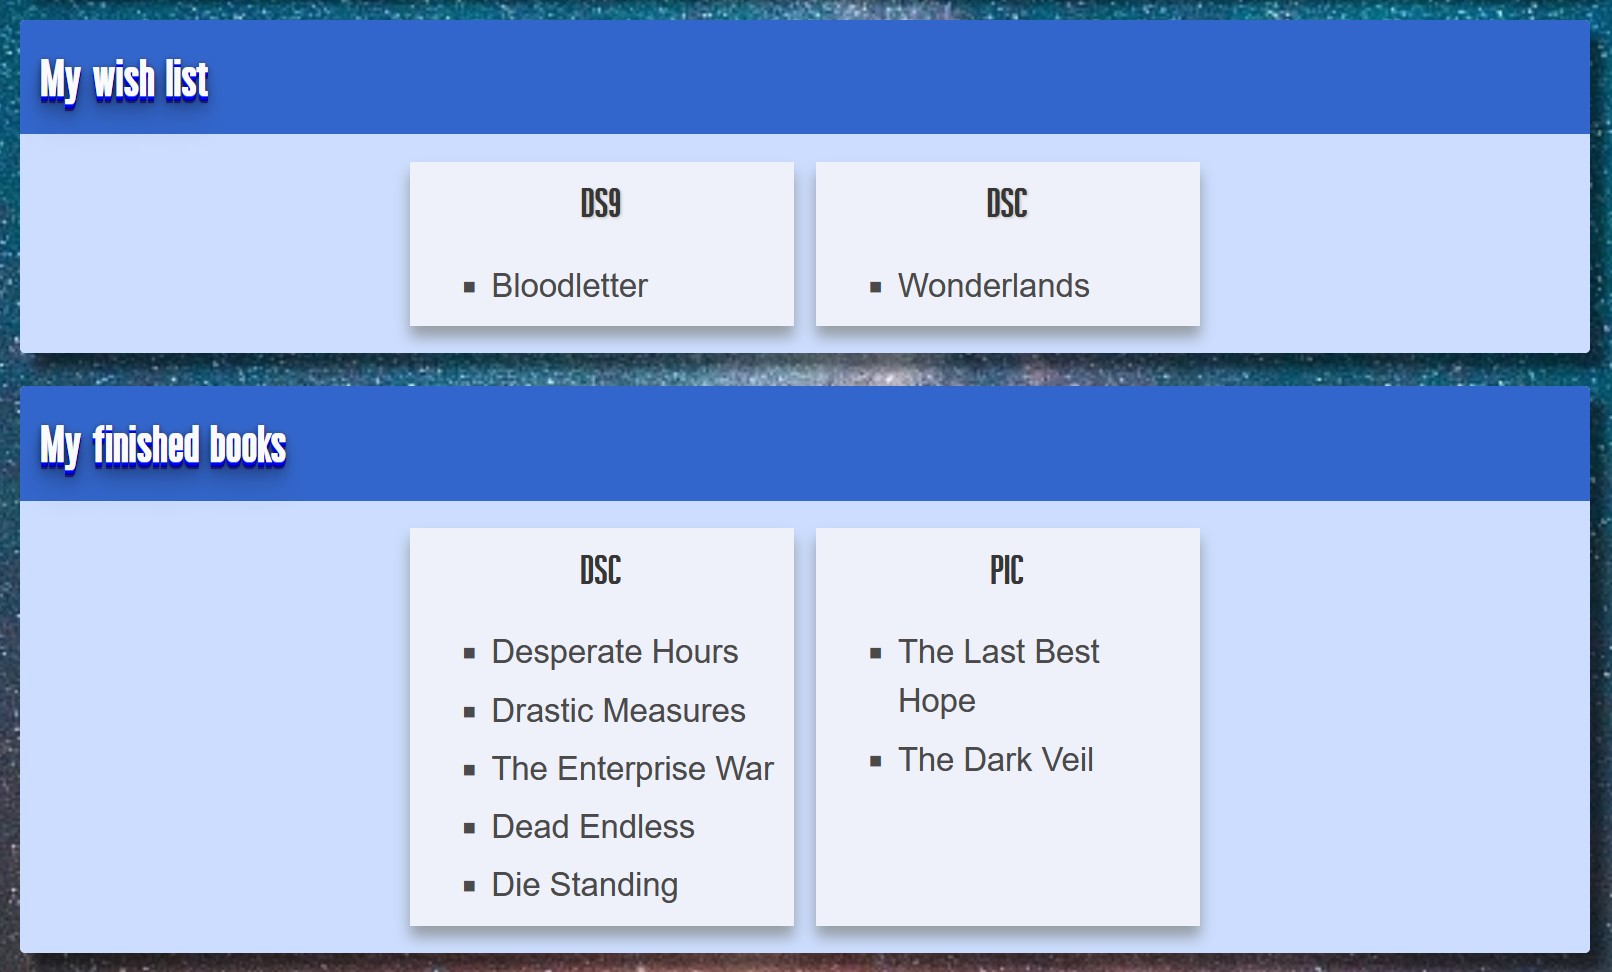 My wish list
DS9
Bloodletter
DSC
Wonderlands
My finished books
DSC
Desperate Hours
Drastic Measures
The Enterprise War
Dead Endless
Die Standing
PIC
The Last Best
Hope
The Dark Veil